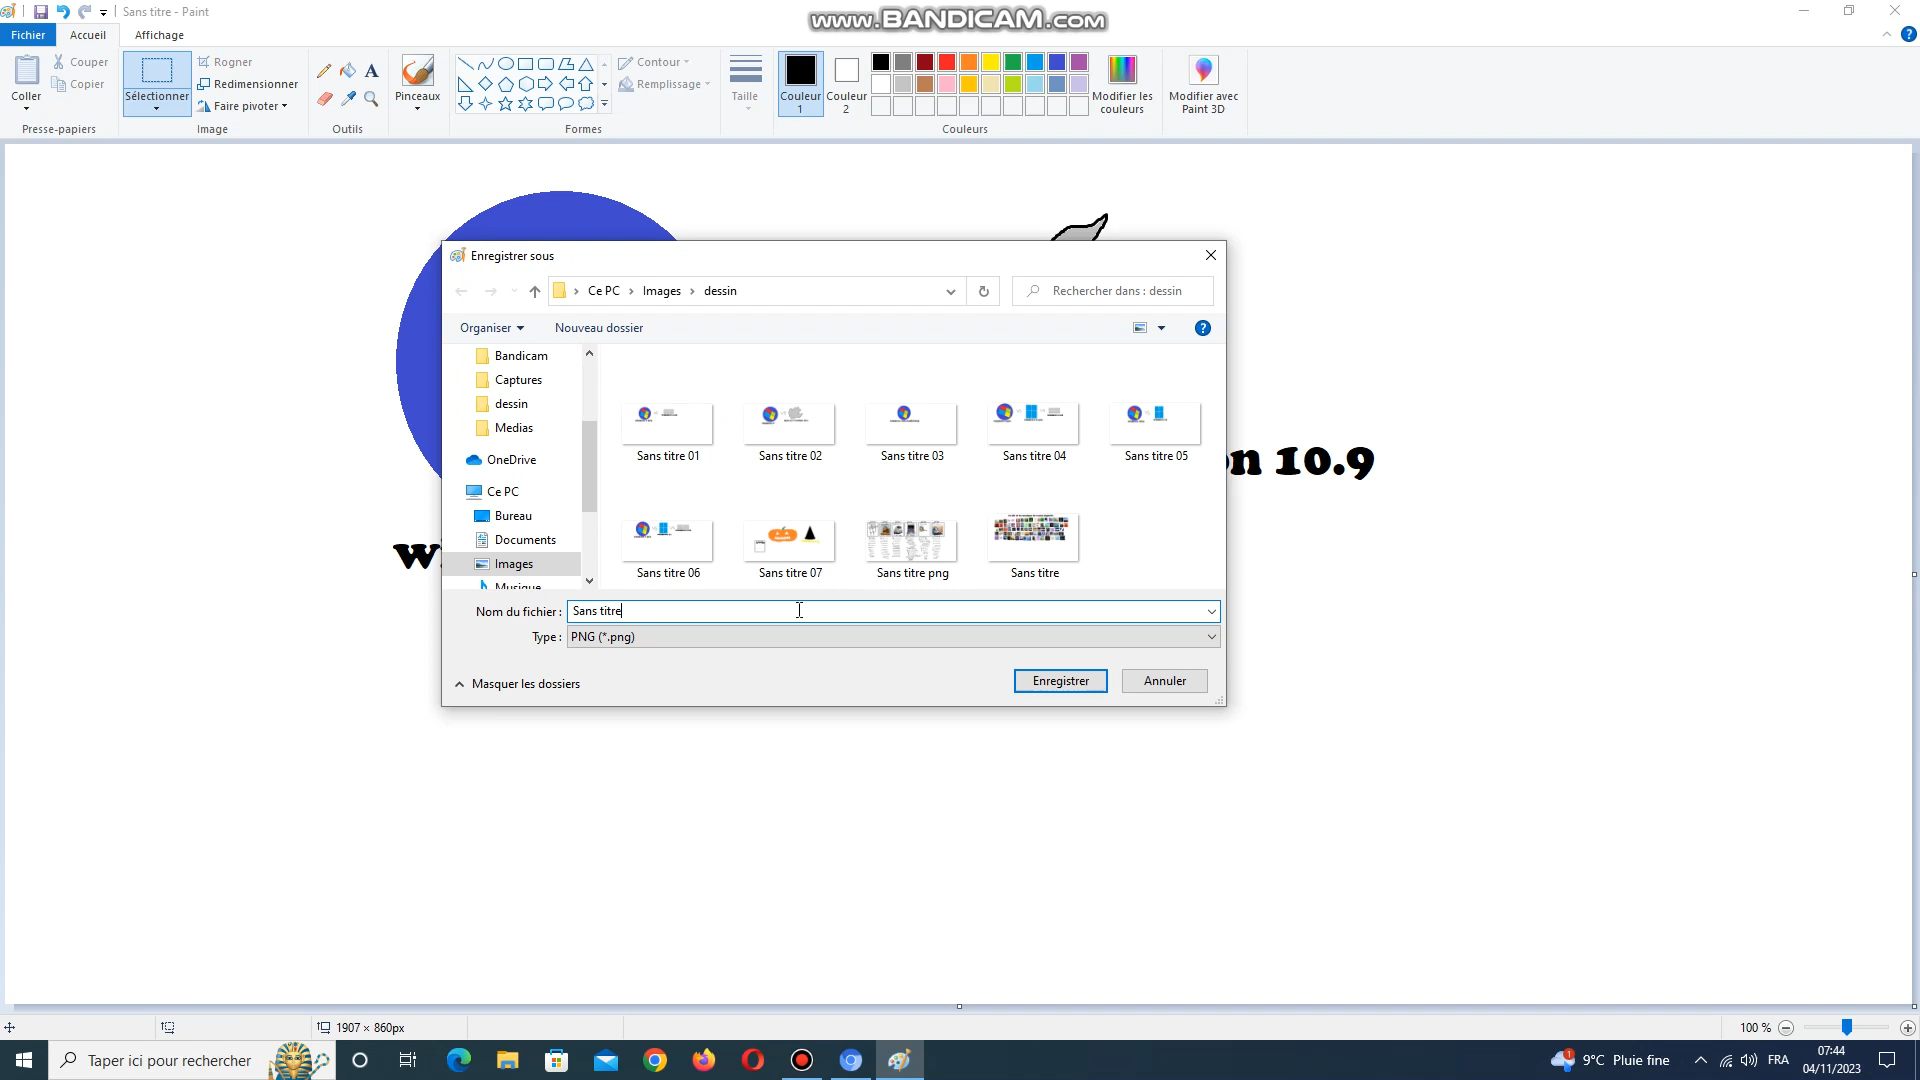 Sans titre - Paint
www.BANDICAM.com
Fichier
Accueil
Affichage
Coller
Couper
Copier
Presse-papiers
Sélectionner
Rogner
Redimensionner
Faire pivoter
Image
A
Outils
Pinceaux
Formes
Contour
Remplissage
Taille
Couleur
1
Couleur
2
Couleurs
Modifier les
couleurs
Modifier avec
Paint 3D
Enregistrer sous
Ce PC
Images
dessin
Rechercher dans : dessin
Organiser
Nouveau dossier
Bandicam
Captures
dessin
Medias
OneDrive
Ce PC
Bureau
Documents
Images
Musique
Sans titre 01
Sans titre 02
Sans titre 03
Sans titre 04
Sans titre 05
Sans titre 06
Sans titre 07
Sans titre png
Sans titre
Nom du fichier :
Sans titre
Type :
PNG (*.png)
Masquer les dossiers
Enregistrer
Annuler
on 10.9
1907 × 860px
100 %
Taper ici pour rechercher
1
9°C Pluie fine
FRA
07:44
04/11/2023